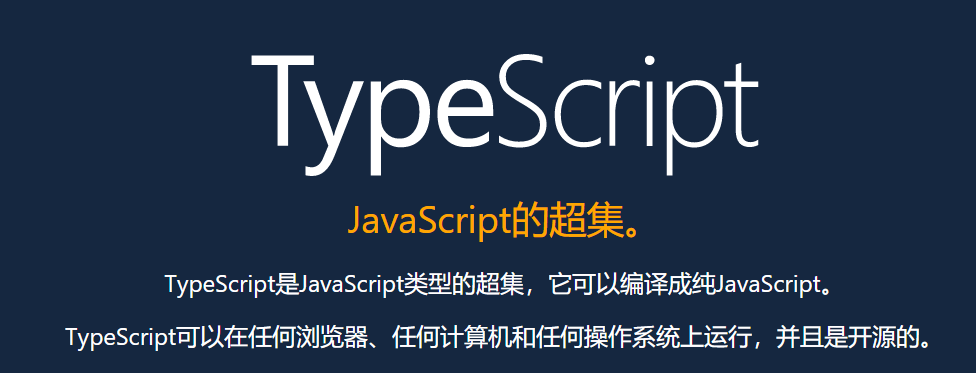 TypeScript
JavaScript的超集。
TypeScript是JavaScript类型的超集，它可以编译成纯JavaScript。
TypeScript可以在任何浏览器、任何计算机和任何操作系统上运行，并且是开源的。